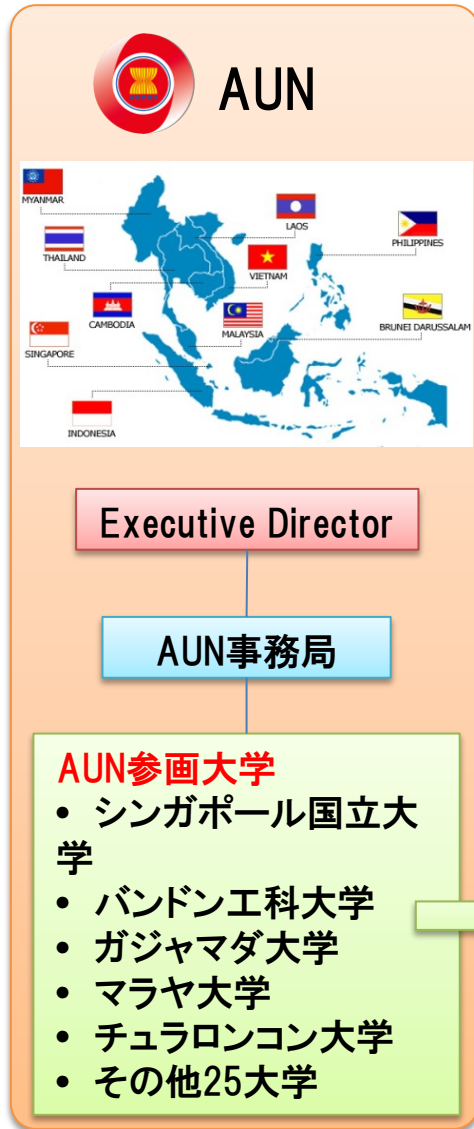 AUN
MYANMAR
LAOS
PHILIPPINES
THAILAND
VIETNAM
CAMBODIA
MALAYSIA
BRUNEI DARUSSALAM
SINGAPORE
INDONESIA
Executive Director
AUN事務局
AUN参画大学
• シンガポール国立大
学
• バンドン工科大学
• ガジャマダ大学
• マラヤ大学
• チュラロンコン大学
• その他25大学